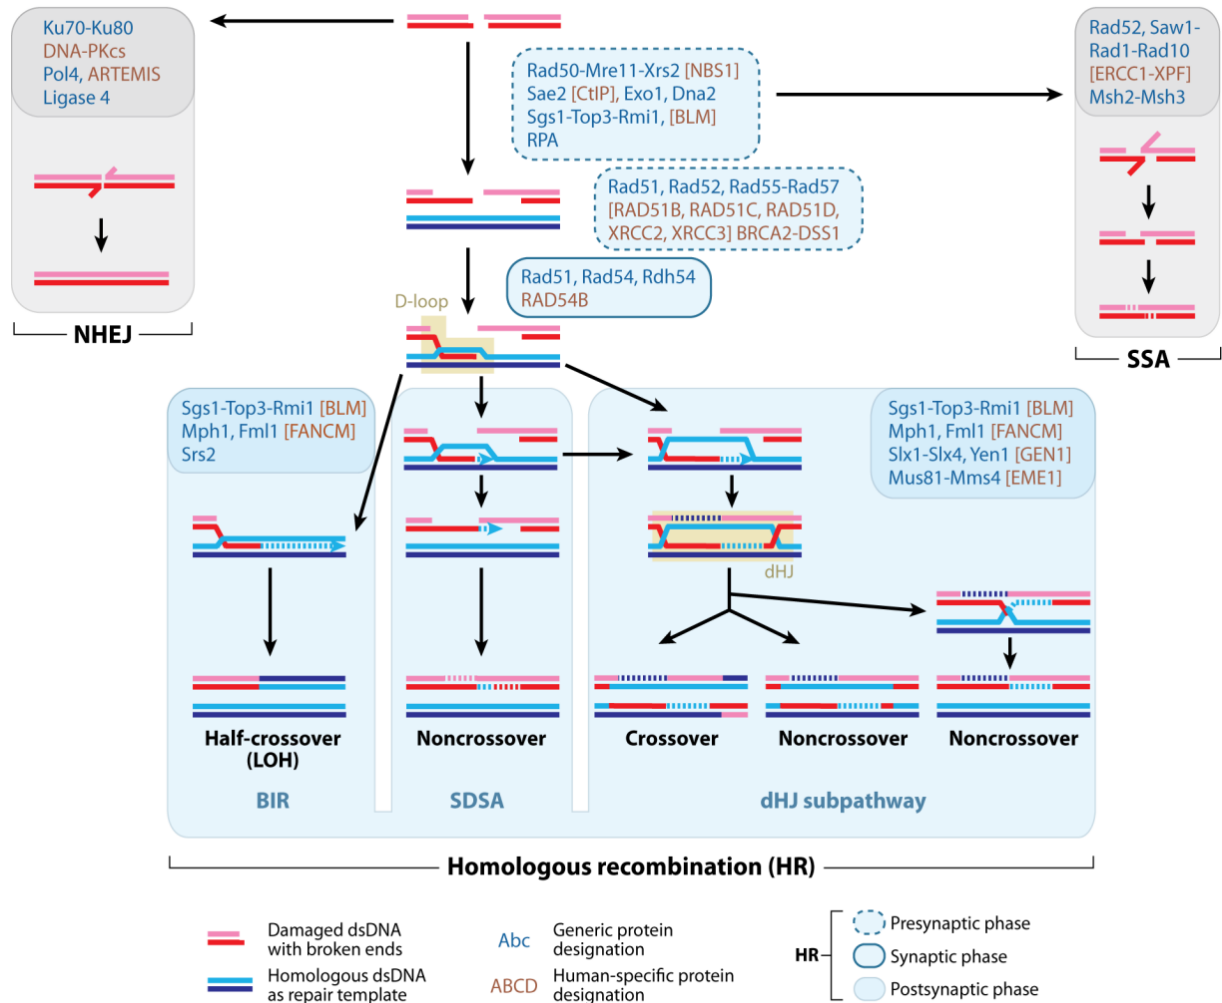 Ku70-Ku80
DNA-PKcs
Pol4, ARTEMIS
Ligase 4
NHEJ
Rad50-Mre11-Xrs2 [NBS1]
Sae2 [CtIP], Exo1, Dna2
Sgs1-Top3-Rmi1, [BLM]
RPA
Rad52, Saw1-
Rad1-Rad10
[ERCC1-XPF]
Msh2-Msh3
SSA
Rad51, Rad52, Rad55-Rad57
[RAD51B, RAD51C, RAD51D,
XRCC2, XRCC3] BRCA2-DSS1
Rad51, Rad54, Rdh54
RAD54B
D-loop
Sgs1-Top3-Rmi1 [BLM]
Mph1, Fml1 [FANCM]
Srs2
Sgs1-Top3-Rmi1 [BLM]
Mph1, Fml1 [FANCM]
Slx1-Slx4, Yen1 [GEN1]
Mus81-Mms4 [EME1]
dHJ
Half-crossover
(LOH)
Noncrossover
Crossover
Noncrossover
Noncrossover
BIR
SDSA
dHJ subpathway
Homologous recombination (HR)
Damaged dsDNA
with broken ends
Homologous dsDNA
as repair template
Abc
Generic protein
designation
ABCD
Human-specific protein
designation
HR
Presynaptic phase
Synaptic phase
Postsynaptic phase